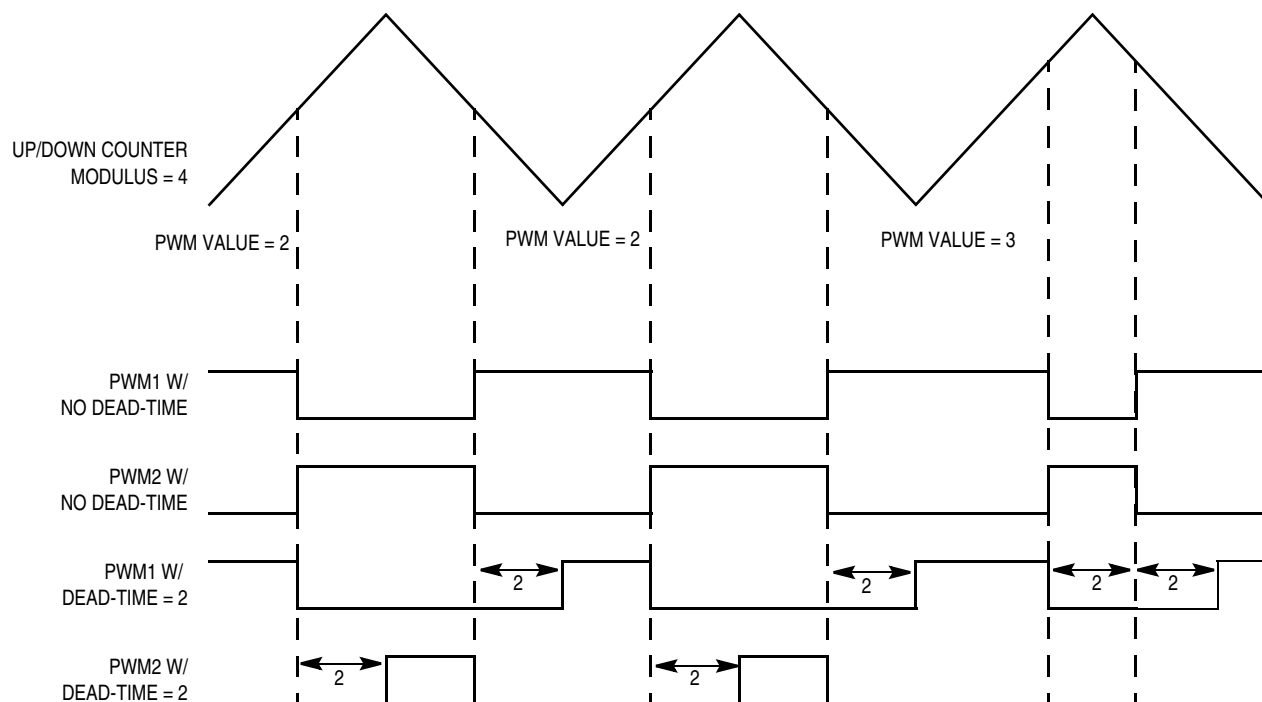 UP/DOWN COUNTER
MODULUS = 4
PWM VALUE = 2
PWM VALUE = 2
PWM VALUE = 3
PWM1 W/
NO DEAD-TIME
PWM2 W/
NO DEAD-TIME
PWM1 W/
DEAD-TIME = 2
2
2
2
2
PWM2 W/
DEAD-TIME = 2
2
2